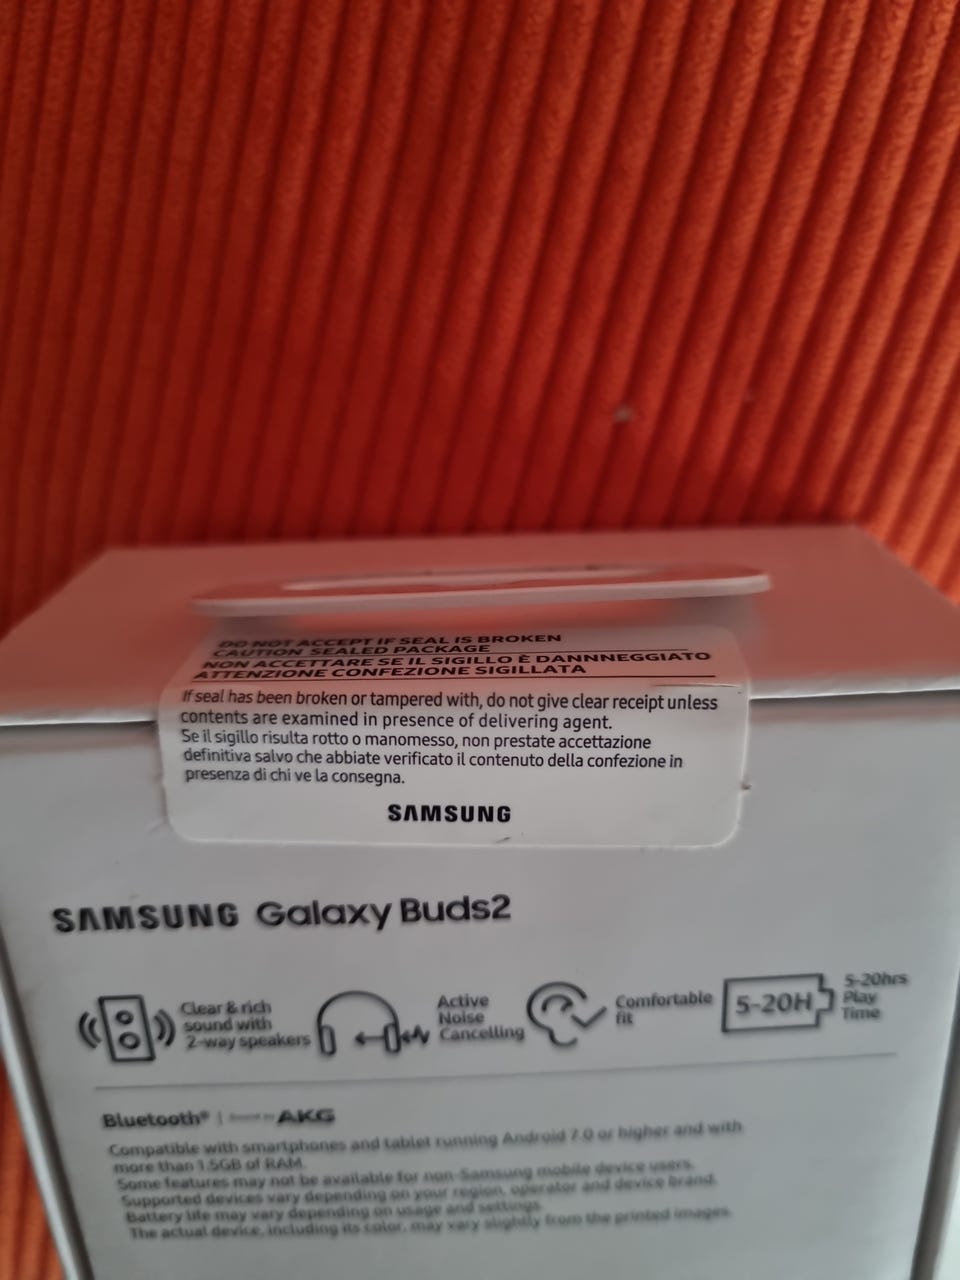 DO NOT ACCEPT IF SEAL IS BROKEN
CAUTION SEALED PACKAGE
NON ACCETTARE SE IL SIGILLO È DANNNEGGIATO
ATTENZIONE CONFEZIONE SIGILLATA
If seal has been broken or tampered with, do not give clear receipt unless
contents are examined in presence of delivering agent.
Se il sigillo risulta rotto o manomesso, non prestate accettazione
definitiva salvo che abbiate verificato il contenuto della confezione in
presenza di chi ve la consegna.
SAMSUNG
SAMSUNG Galaxy Buds2
Clear & rich
sound with
2-way speakers
Active
Noise
Cancelling
Comfortable
fit
5-20H
5-20hrs
Play
Time
Bluetooth® | Sound by AKG
Compatible with smartphones and tablet running Android 7.0 or higher and with
more than 1.5GB of RAM.
Some features may not be available for non-Samsung mobile device users.
Supported devices vary depending on your region, operator and device brand.
Battery life may vary depending on usage and settings.
The actual device, including its color, may vary slightly from the printed images.